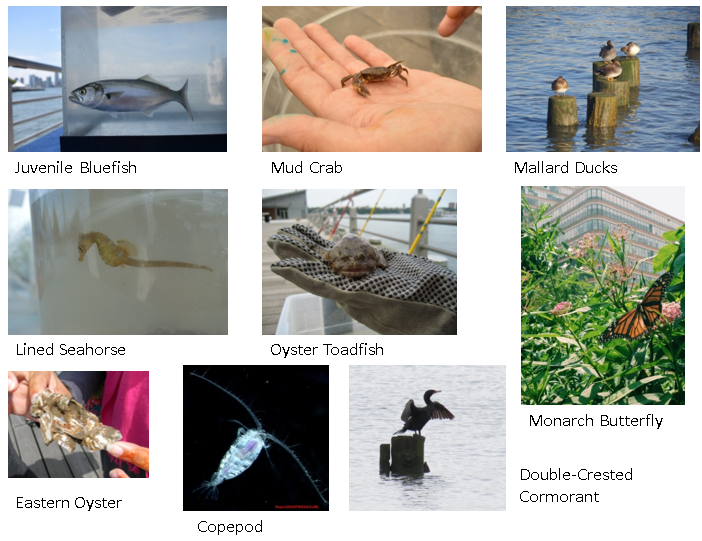 Juvenile Bluefish
Mud Crab
Mallard Ducks
Lined Seahorse
Oyster Toadfish
Monarch Butterfly
Eastern Oyster
Copepod
Double-Crested
Cormorant